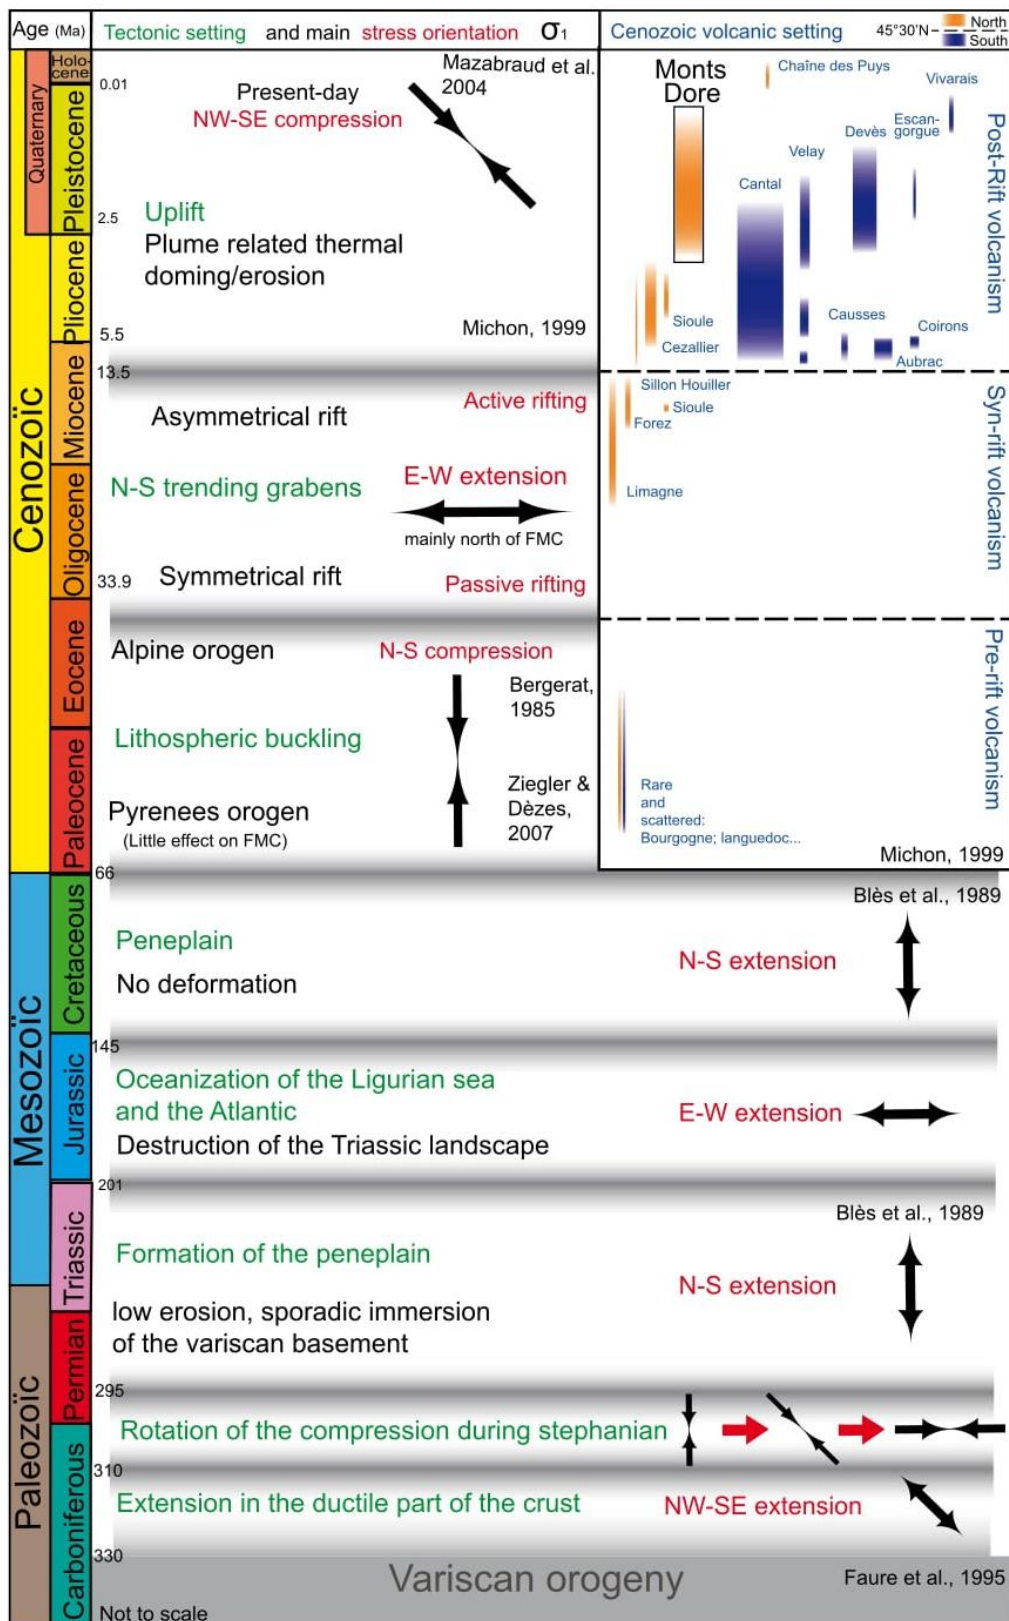 Age (Ma)
Tectonic setting and main stress orientation σ1
Cenozoic volcanic setting
45°30'N
North
South
Cenozoïc
Mesozoïc
Paleozoïc
Quaternary
Holo-
cene
Pleistocene
Pliocene
Miocene
Oligocene
Eocene
Paleocene
Cretaceous
Jurassic
Triassic
Permian
Carboniferous
0.01
2.5
5.5
13.5
33.9
66
145
201
295
310
330
Mazabraud et al.
2004
Present-day
NW-SE compression
Uplift
Plume related thermal
doming/erosion
Michon, 1999
Asymmetrical rift
Active rifting
E-W extension
N-S trending grabens
mainly north of FMC
Symmetrical rift
Passive rifting
Alpine orogen
N-S compression
Bergerat,
1985
Lithospheric buckling
Ziegler &
Dèzes,
2007
Pyrenees orogen
(Little effect on FMC)
Monts
Dore
Chaîne des Puys
Vivarais
Escan-
gorgue
Devès
Velay
Cantal
Sioule
Cezallier
Causses
Coirons
Aubrac
Post-Rift volcanism
Sillon Houiller
Sioule
Forez
Limagne
Syn-rift volcanism
Pre-rift volcanism
Rare
and
scattered:
Bourgogne; languedoc...
Michon, 1999
Blès et al., 1989
Peneplain
No deformation
N-S extension
Oceanization of the Ligurian sea
and the Atlantic
Destruction of the Triassic landscape
E-W extension
Blès et al., 1989
Formation of the peneplain
N-S extension
low erosion, sporadic immersion
of the variscan basement
Rotation of the compression during stephanian
Extension in the ductile part of the crust
NW-SE extension
Variscan orogeny
Faure et al., 1995
Not to scale